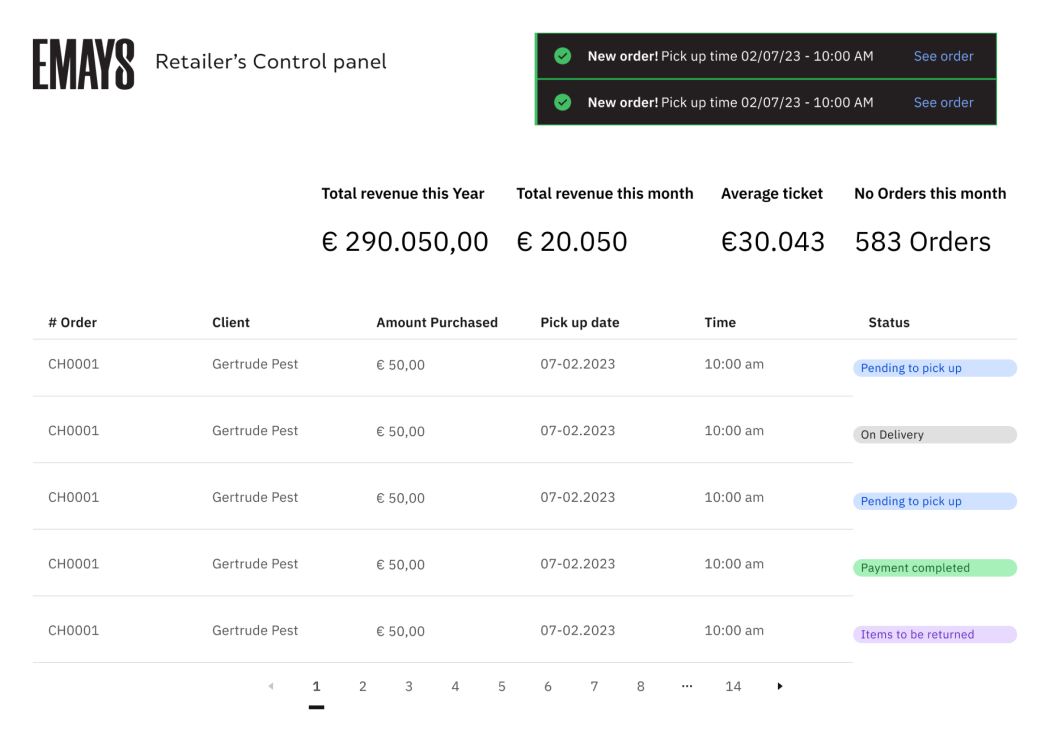 EMAYS Retailer's Control panel
New order! Pick up time 02/07/23 - 10:00 AM See order
New order! Pick up time 02/07/23 - 10:00 AM See order
Total revenue this Year Total revenue this month Average ticket No Orders this month
€ 290.050,00 € 20.050 €30.043 583 Orders
# Order Client Amount Purchased Pick up date Time Status
CH0001 Gertrude Pest € 50,00 07-02.2023 10:00 am Pending to pick up
CH0001 Gertrude Pest € 50,00 07-02.2023 10:00 am On Delivery
CH0001 Gertrude Pest € 50,00 07-02.2023 10:00 am Pending to pick up
CH0001 Gertrude Pest € 50,00 07-02.2023 10:00 am Payment completed
CH0001 Gertrude Pest € 50,00 07-02.2023 10:00 am Items to be returned
1 2 3 4 5 6 7 8 ... 14